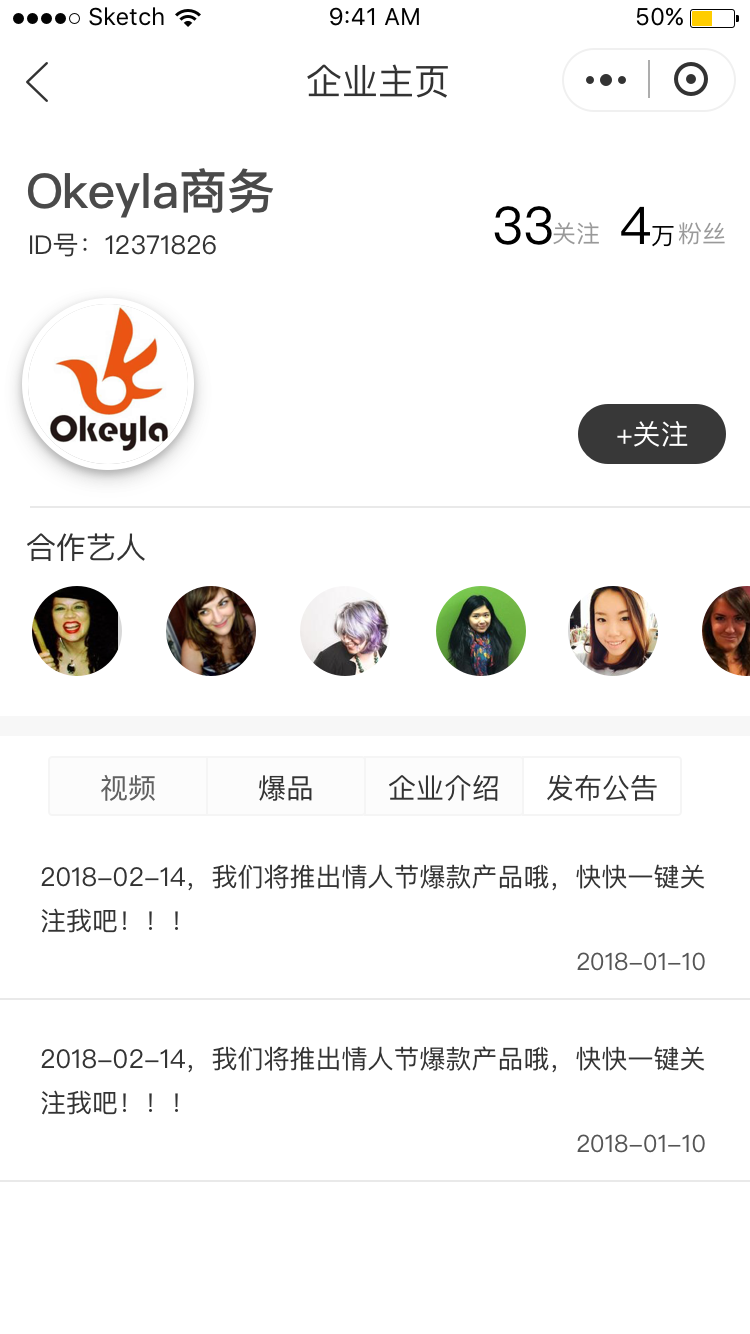 Sketch 9:41 AM 50%
企业主页
Okeyla商务
ID号：12371826
33关注 4万粉丝
Okeyla
+关注
合作艺人
视频 爆品 企业介绍 发布公告
2018-02-14，我们将推出情人节爆款产品哦，快快一键关
注我吧！！！
2018-01-10
2018-02-14，我们将推出情人节爆款产品哦，快快一键关
注我吧！！！
2018-01-10